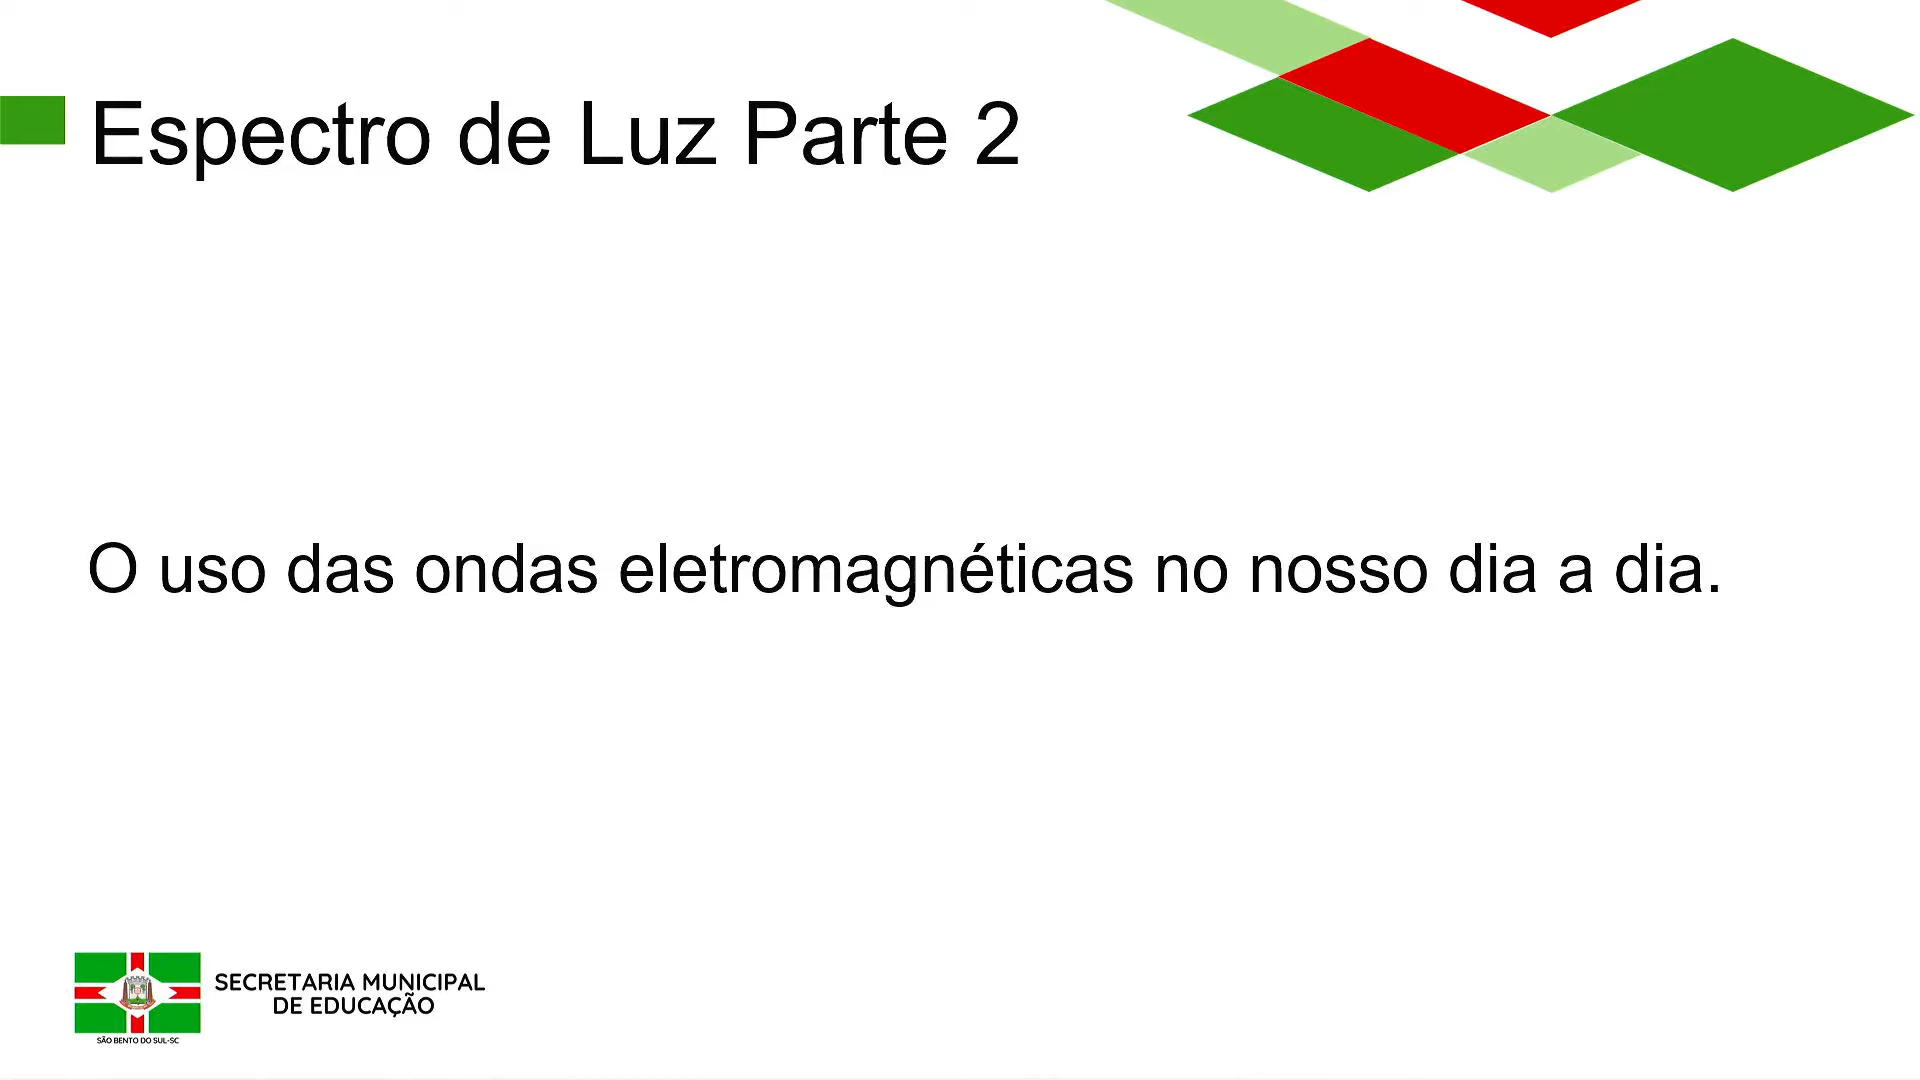 Espectro de Luz Parte 2
O uso das ondas eletromagnéticas no nosso dia a dia.
SECRETARIA MUNICIPAL
DE EDUCAÇÃO
SÃO BENTO DO SUL-SC